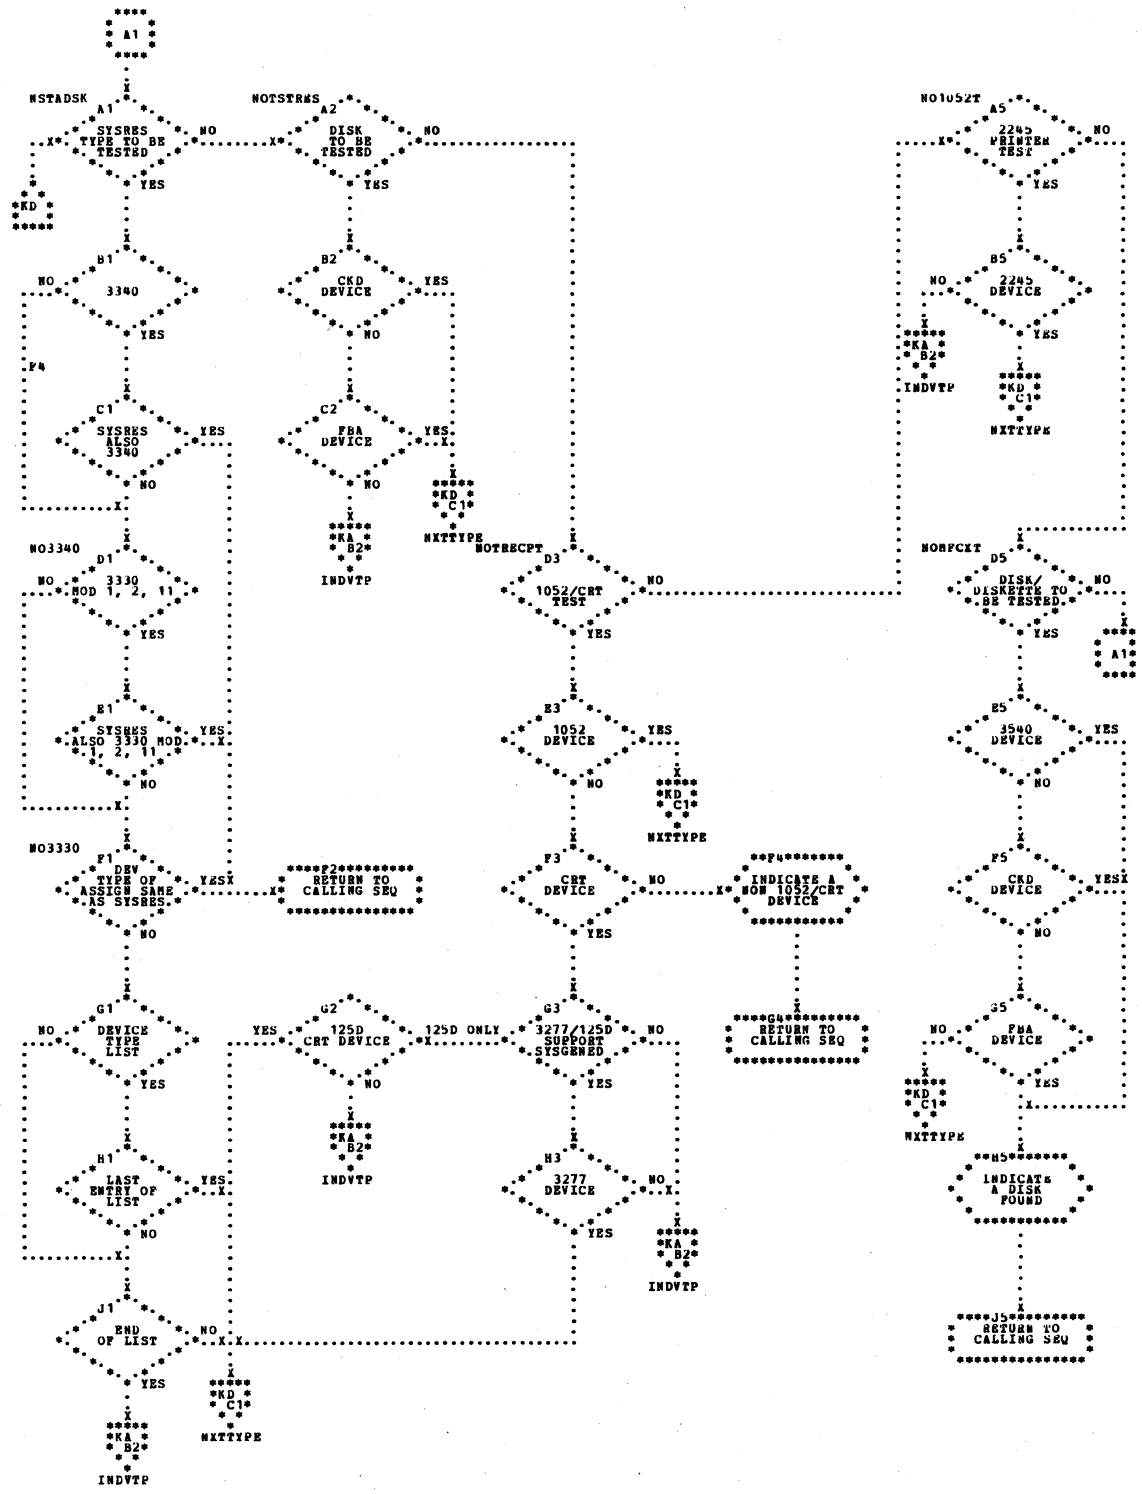 A1
NSTADSK
A1
SYSRES
TYPE TO BE
TESTED
NO
YES
KD
NOTSTRES
A2
DISK
TO BE
TESTED
NO
YES
NO1052T
A5
2245
PRINTER
TEST
NO
YES
B1
3340
NO
YES
F4
B2
CKD
DEVICE
YES
NO
B5
2245
DEVICE
NO
YES
KA
B2
INDVTP
KD
C1
NXTTYPE
C1
SYSRES
ALSO
3340
YES
NO
C2
FBA
DEVICE
YES
NO
KD
C1
NXTTYPE
KA
B2
INDVTP
NO3340
D1
3330
MOD 1, 2, 11
NO
YES
NOTRECPT
D3
1052/CRT
TEST
NO
YES
NOMFCXT
D5
DISK/
DISKETTE TO
BE TESTED
NO
YES
A1
E1
SYSRES
ALSO 3330 MOD
1, 2, 11
YES
NO
E3
1052
DEVICE
YES
NO
KD
C1
NXTTYPE
E5
3540
DEVICE
YES
NO
NO3330
F1
DEV
TYPE OF
ASSIGN SAME
AS SYSRES
YES
NO
F2
RETURN TO
CALLING SEQ
F3
CRT
DEVICE
NO
YES
F4
INDICATE A
NON 1052/CRT
DEVICE
F5
CKD
DEVICE
YES
NO
G1
DEVICE
TYPE
LIST
NO
YES
G2
125D
CRT DEVICE
YES
125D ONLY
NO
KA
B2
INDVTP
G3
3277/125D
SUPPORT
SYSGENED
NO
YES
G4
RETURN TO
CALLING SEQ
G5
FBA
DEVICE
NO
YES
KD
C1
NXTTYPE
H1
LAST
ENTRY OF
LIST
YES
NO
H3
3277
DEVICE
NO
YES
KA
B2
INDVTP
H5
INDICATE
A DISK
FOUND
J1
END
OF LIST
NO
YES
KD
C1
NXTTYPE
KA
B2
INDVTP
J5
RETURN TO
CALLING SEQ